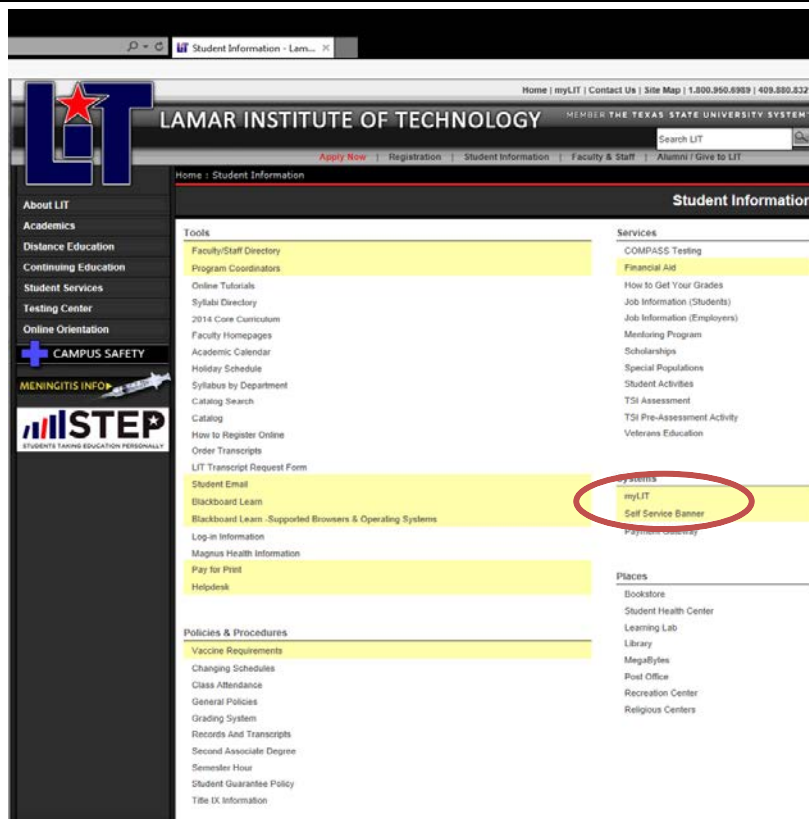 Student Information - Lam...
Home | myLIT | Contact Us | Site Map | 1.800.950.6989 | 409.880.832
LIT
LAMAR INSTITUTE OF TECHNOLOGY
MEMBER THE TEXAS STATE UNIVERSITY SYSTEM
Search LIT
Apply Now | Registration | Student Information | Faculty & Staff | Alumni / Give to LIT
Home : Student Information
Student Information
About LIT
Academics
Distance Education
Continuing Education
Student Services
Testing Center
Online Orientation
CAMPUS SAFETY
MENINGITIS INFO
STEP
STUDENTS TAKING EDUCATION PERSONALLY
Tools
Faculty/Staff Directory
Program Coordinators
Online Tutorials
Syllabi Directory
2014 Core Curriculum
Faculty Homepages
Academic Calendar
Holiday Schedule
Syllabus by Department
Catalog Search
Catalog
How to Register Online
Order Transcripts
LIT Transcript Request Form
Student Email
Blackboard Learn
Blackboard Learn -Supported Browsers & Operating Systems
Log-in Information
Magnus Health Information
Pay for Print
Helpdesk
Policies & Procedures
Vaccine Requirements
Changing Schedules
Class Attendance
General Policies
Grading System
Records And Transcripts
Second Associate Degree
Semester Hour
Student Guarantee Policy
Title IX Information
Services
COMPASS Testing
Financial Aid
How to Get Your Grades
Job Information (Students)
Job Information (Employers)
Mentoring Program
Scholarships
Special Populations
Student Activities
TSI Assessment
TSI Pre-Assessment Activity
Veterans Education
Systems
myLIT
Self Service Banner
Payment Gateway
Places
Bookstore
Student Health Center
Learning Lab
Library
MegaBytes
Post Office
Recreation Center
Religious Centers